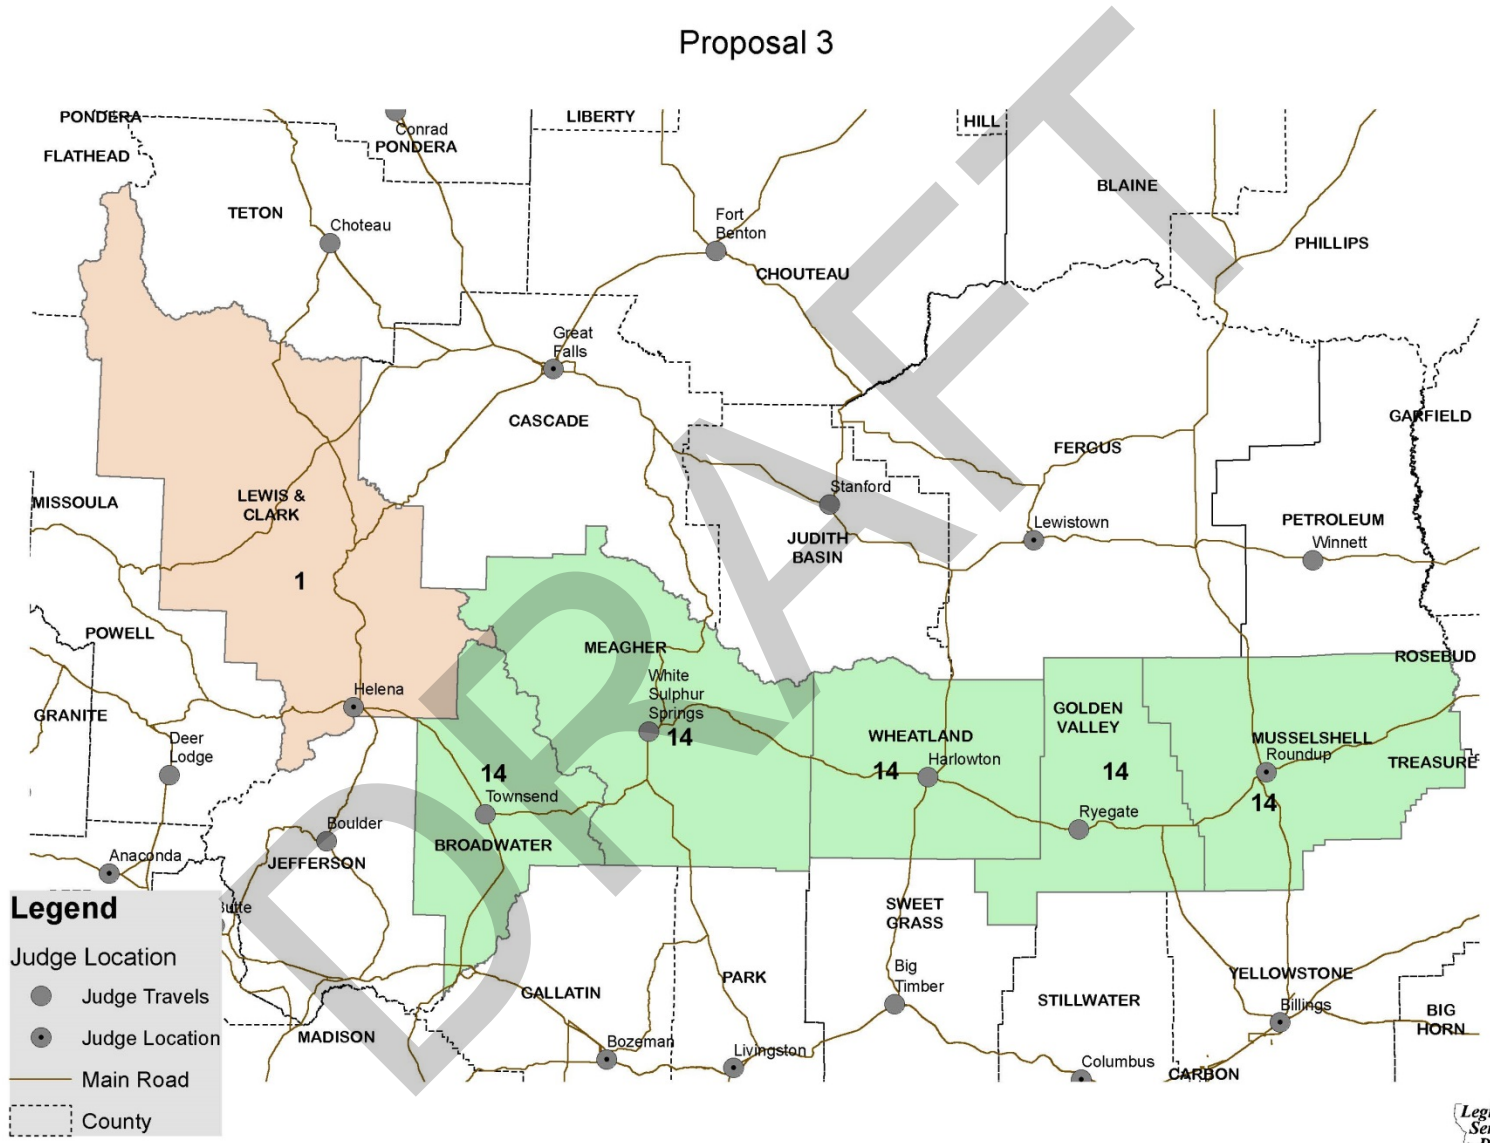 Proposal 3
PONDERA
FLATHEAD
Conrad
PONDERA
LIBERTY
HILL
BLAINE
TETON
Choteau
Fort
Benton
CHOUTEAU
PHILLIPS
Great
Falls
CASCADE
GARFIELD
FERGUS
MISSOULA
LEWIS &
CLARK
Stanford
JUDITH
BASIN
Lewistown
PETROLEUM
Winnett
1
POWELL
MEAGHER
White
Sulphur
Springs
14
ROSEBUD
Helena
GRANITE
Deer
Lodge
14
Townsend
BROADWATER
WHEATLAND
14
Harlowton
GOLDEN
VALLEY
14
Ryegate
MUSSELSHELL
Roundup
14
TREASURE
Boulder
JEFFERSON
Anaconda
Butte
SWEET
GRASS
Big
Timber
PARK
GALLATIN
MADISON
Bozeman
Livingston
STILLWATER
Columbus
YELLOWSTONE
Billings
CARBON
BIG
HORN
DRAFT
Legend
Judge Location
Judge Travels
Judge Location
Main Road
County